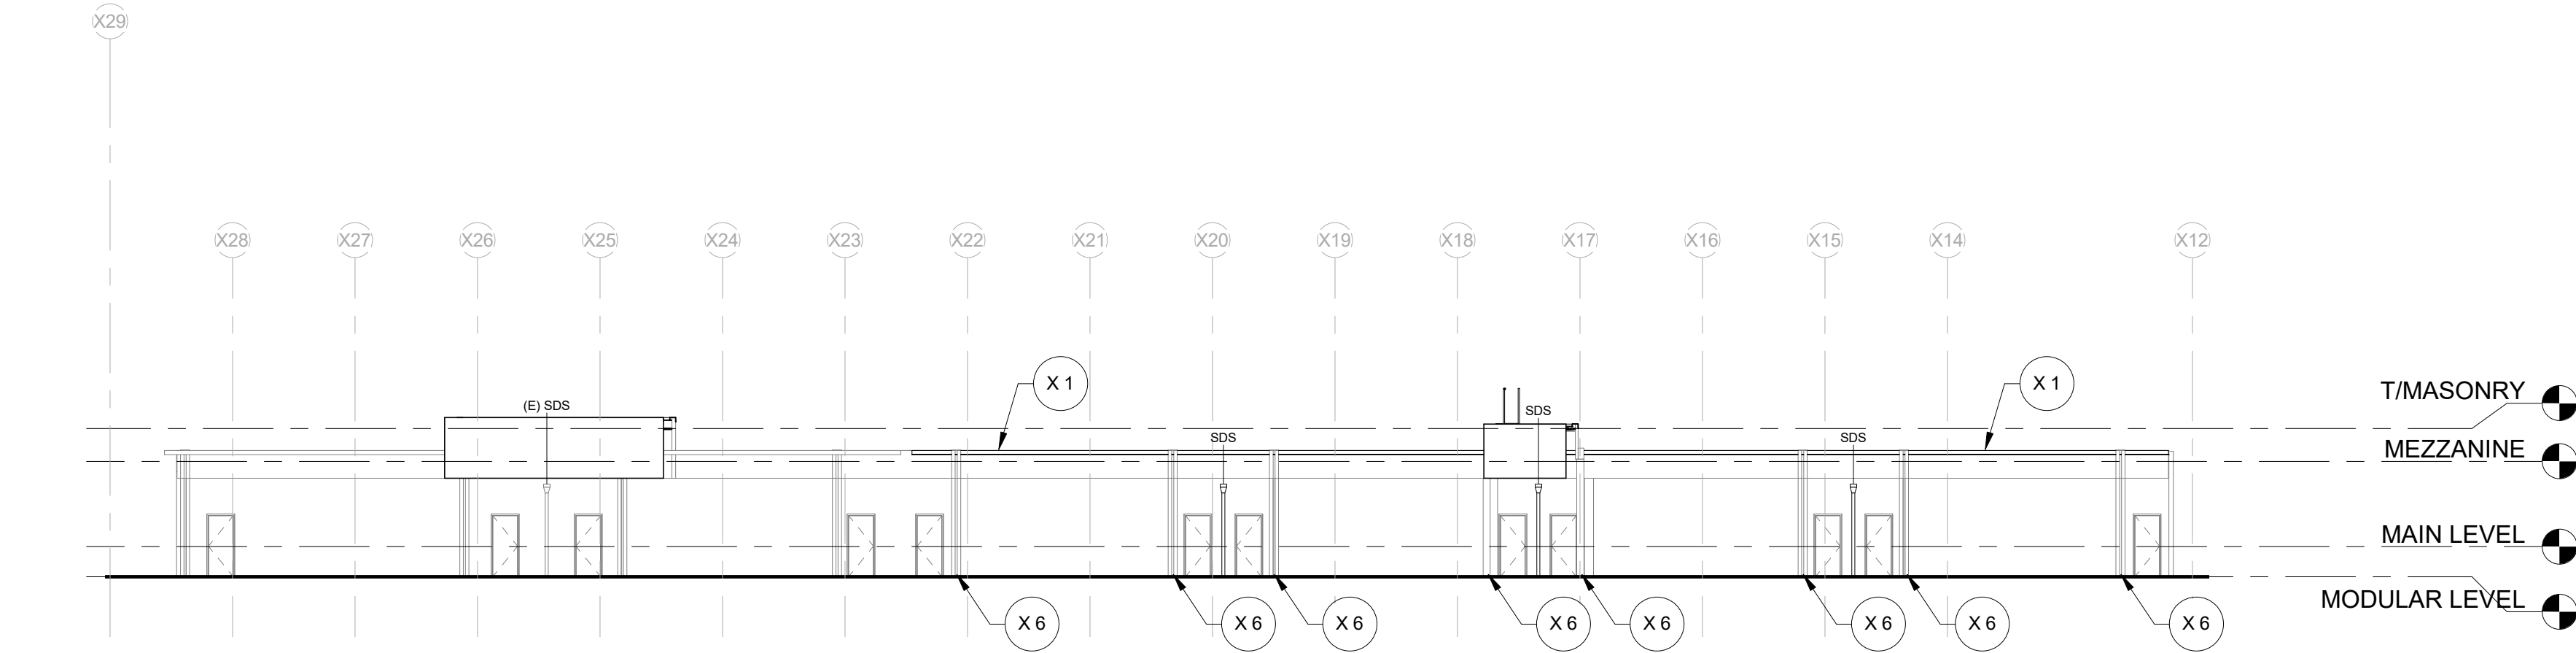 X29
X28
X27
X26
X25
X24
X23
X22
X21
X20
X19
X18
X17
X16
X15
X14
X12
X 1
X 1
T/MASONRY
(E) SDS
SDS
SDS
SDS
MEZZANINE
MAIN LEVEL
MODULAR LEVEL
X 6
X 6
X 6
X 6
X 6
X 6
X 6
X 6